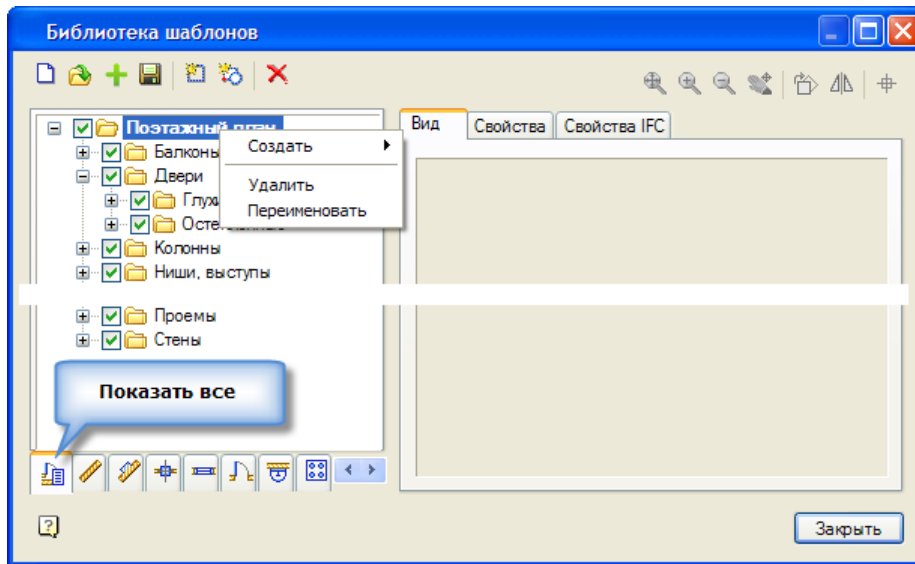 Библиотека шаблонов
Вид Свойства Свойства IFC
Поэтажный план
Создать
Балконы
Двери
Удалить
Переименовать
Колонны
Ниши, выступы
Проемы
Стены
Показать все
Закрыть